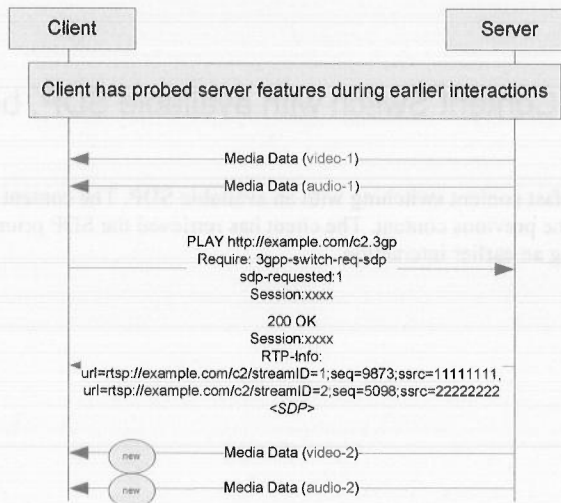 Client
Server
Client has probed server features during earlier interactions
Media Data (video-1)
Media Data (audio-1)
PLAY http://example.com/c2.3gp
Require: 3gpp-switch-req-sdp
sdp-requested:1
Session:xxxx
200 OK
Session:xxxx
RTP-Info:
url=rtsp://example.com/c2/streamID=1;seq=9873;ssrc=11111111,
url=rtsp://example.com/c2/streamID=2;seq=5098;ssrc=22222222
<SDP>
new
Media Data (video-2)
new
Media Data (audio-2)